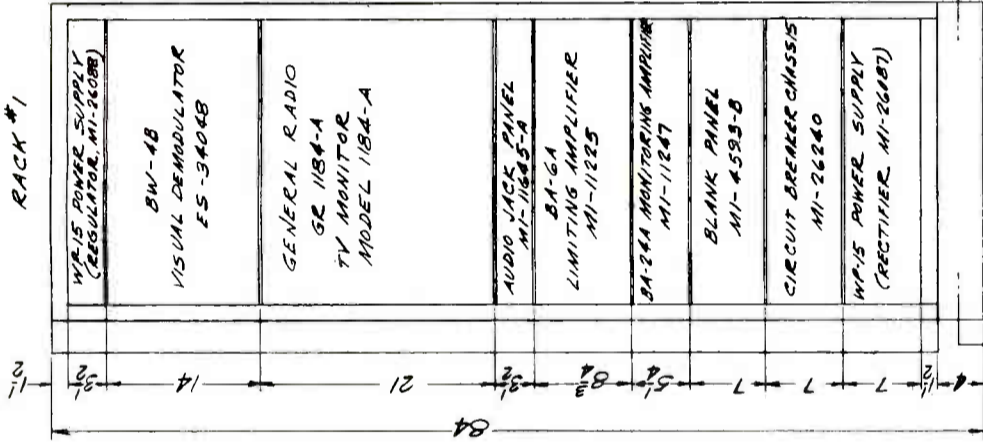 RACK #1
WP-15 POWER SUPPLY
(REGULATOR MI-26088)
BW-4B
VISUAL DEMODULATOR
ES-34048
GENERAL RADIO
GR 1184-A
TV MONITOR
MODEL 1184-A
AUDIO JACK PANEL
MI-11645-A
BA-6A
LIMITING AMPLIFIER
MI-11225
BA-24A MONITORING AMPLIFIER
MI-11247
BLANK PANEL
MI-4593-B
CIRCUIT BREAKER CHASSIS
MI-26240
WP-15 POWER SUPPLY
(RECTIFIER MI-26087)
1 1/2
3 1/2
14
21
3 1/2
8 3/4
5 1/4
7
7
7
1 1/2
4
84